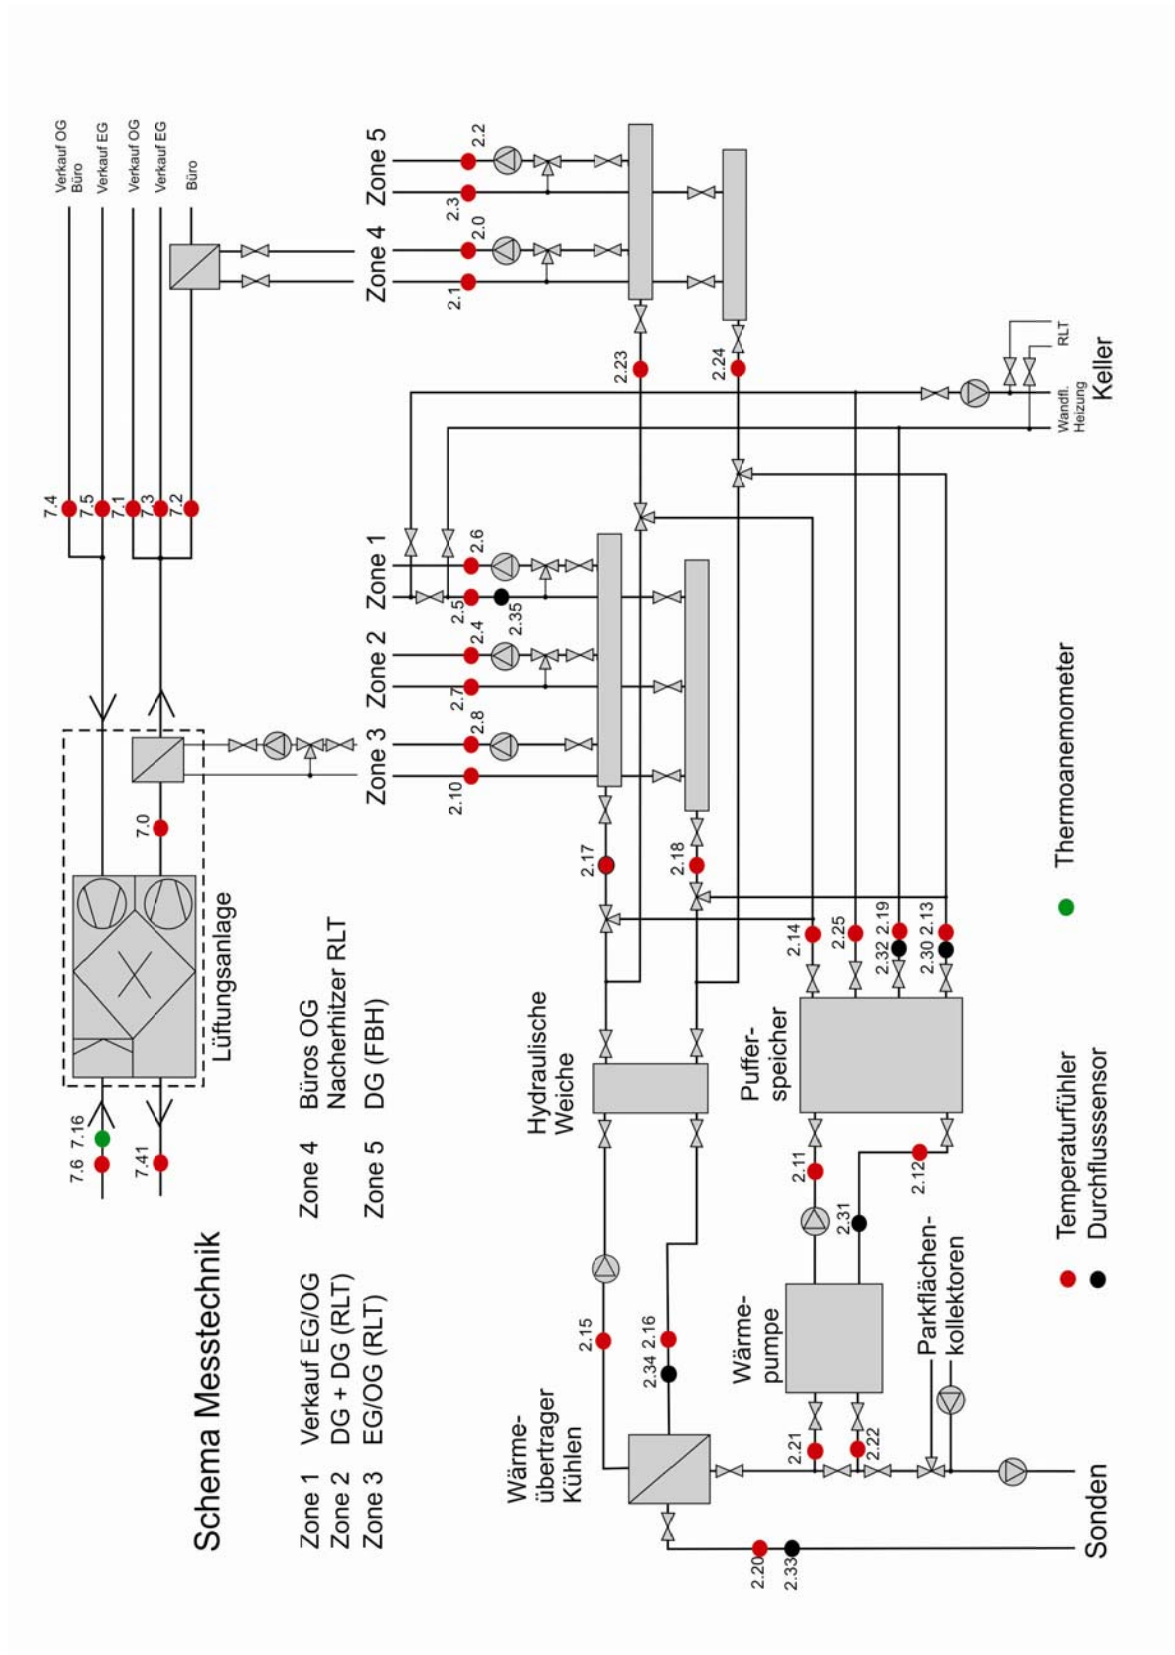 Schema Messtechnik
Zone 1 Verkauf EG/OG
Zone 2 DG + DG (RLT)
Zone 3 EG/OG (RLT)
Zone 4 Büros OG
Nacherhitzer RLT
Zone 5 DG (FBH)
7.6
7.16
7.41
Lüftungsanlage
7.0
7.4
7.5
7.1
7.3
7.2
Verkauf OG
Büro
Verkauf EG
Verkauf OG
Verkauf EG
Büro
Zone 3
Zone 2
Zone 1
Zone 4
Zone 5
2.10
2.8
2.7
2.4
2.5
2.6
2.35
2.1
2.0
2.3
2.2
2.17
2.18
2.23
2.24
Wärme-
übertrager
Kühlen
2.15
2.34
2.16
Hydraulische
Weiche
2.20
2.33
Sonden
2.21
2.22
Wärme-
pumpe
Parkflächen-
kollektoren
2.11
2.31
2.12
Puffer-
speicher
2.14
2.25
2.32
2.19
2.30
2.13
Wandfl.
Heizung
RLT
Keller
Temperaturfühler
Durchflusssensor
Thermoanemometer